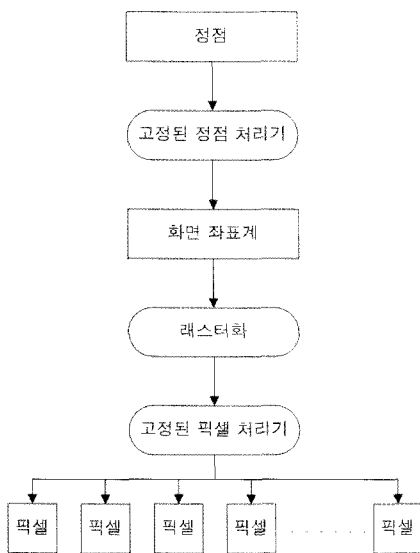 정점
고정된 정점 처리기
화면 좌표계
래스터화
고정된 픽셀 처리기
픽셀 픽셀 픽셀 픽셀 . . . . . . 픽셀